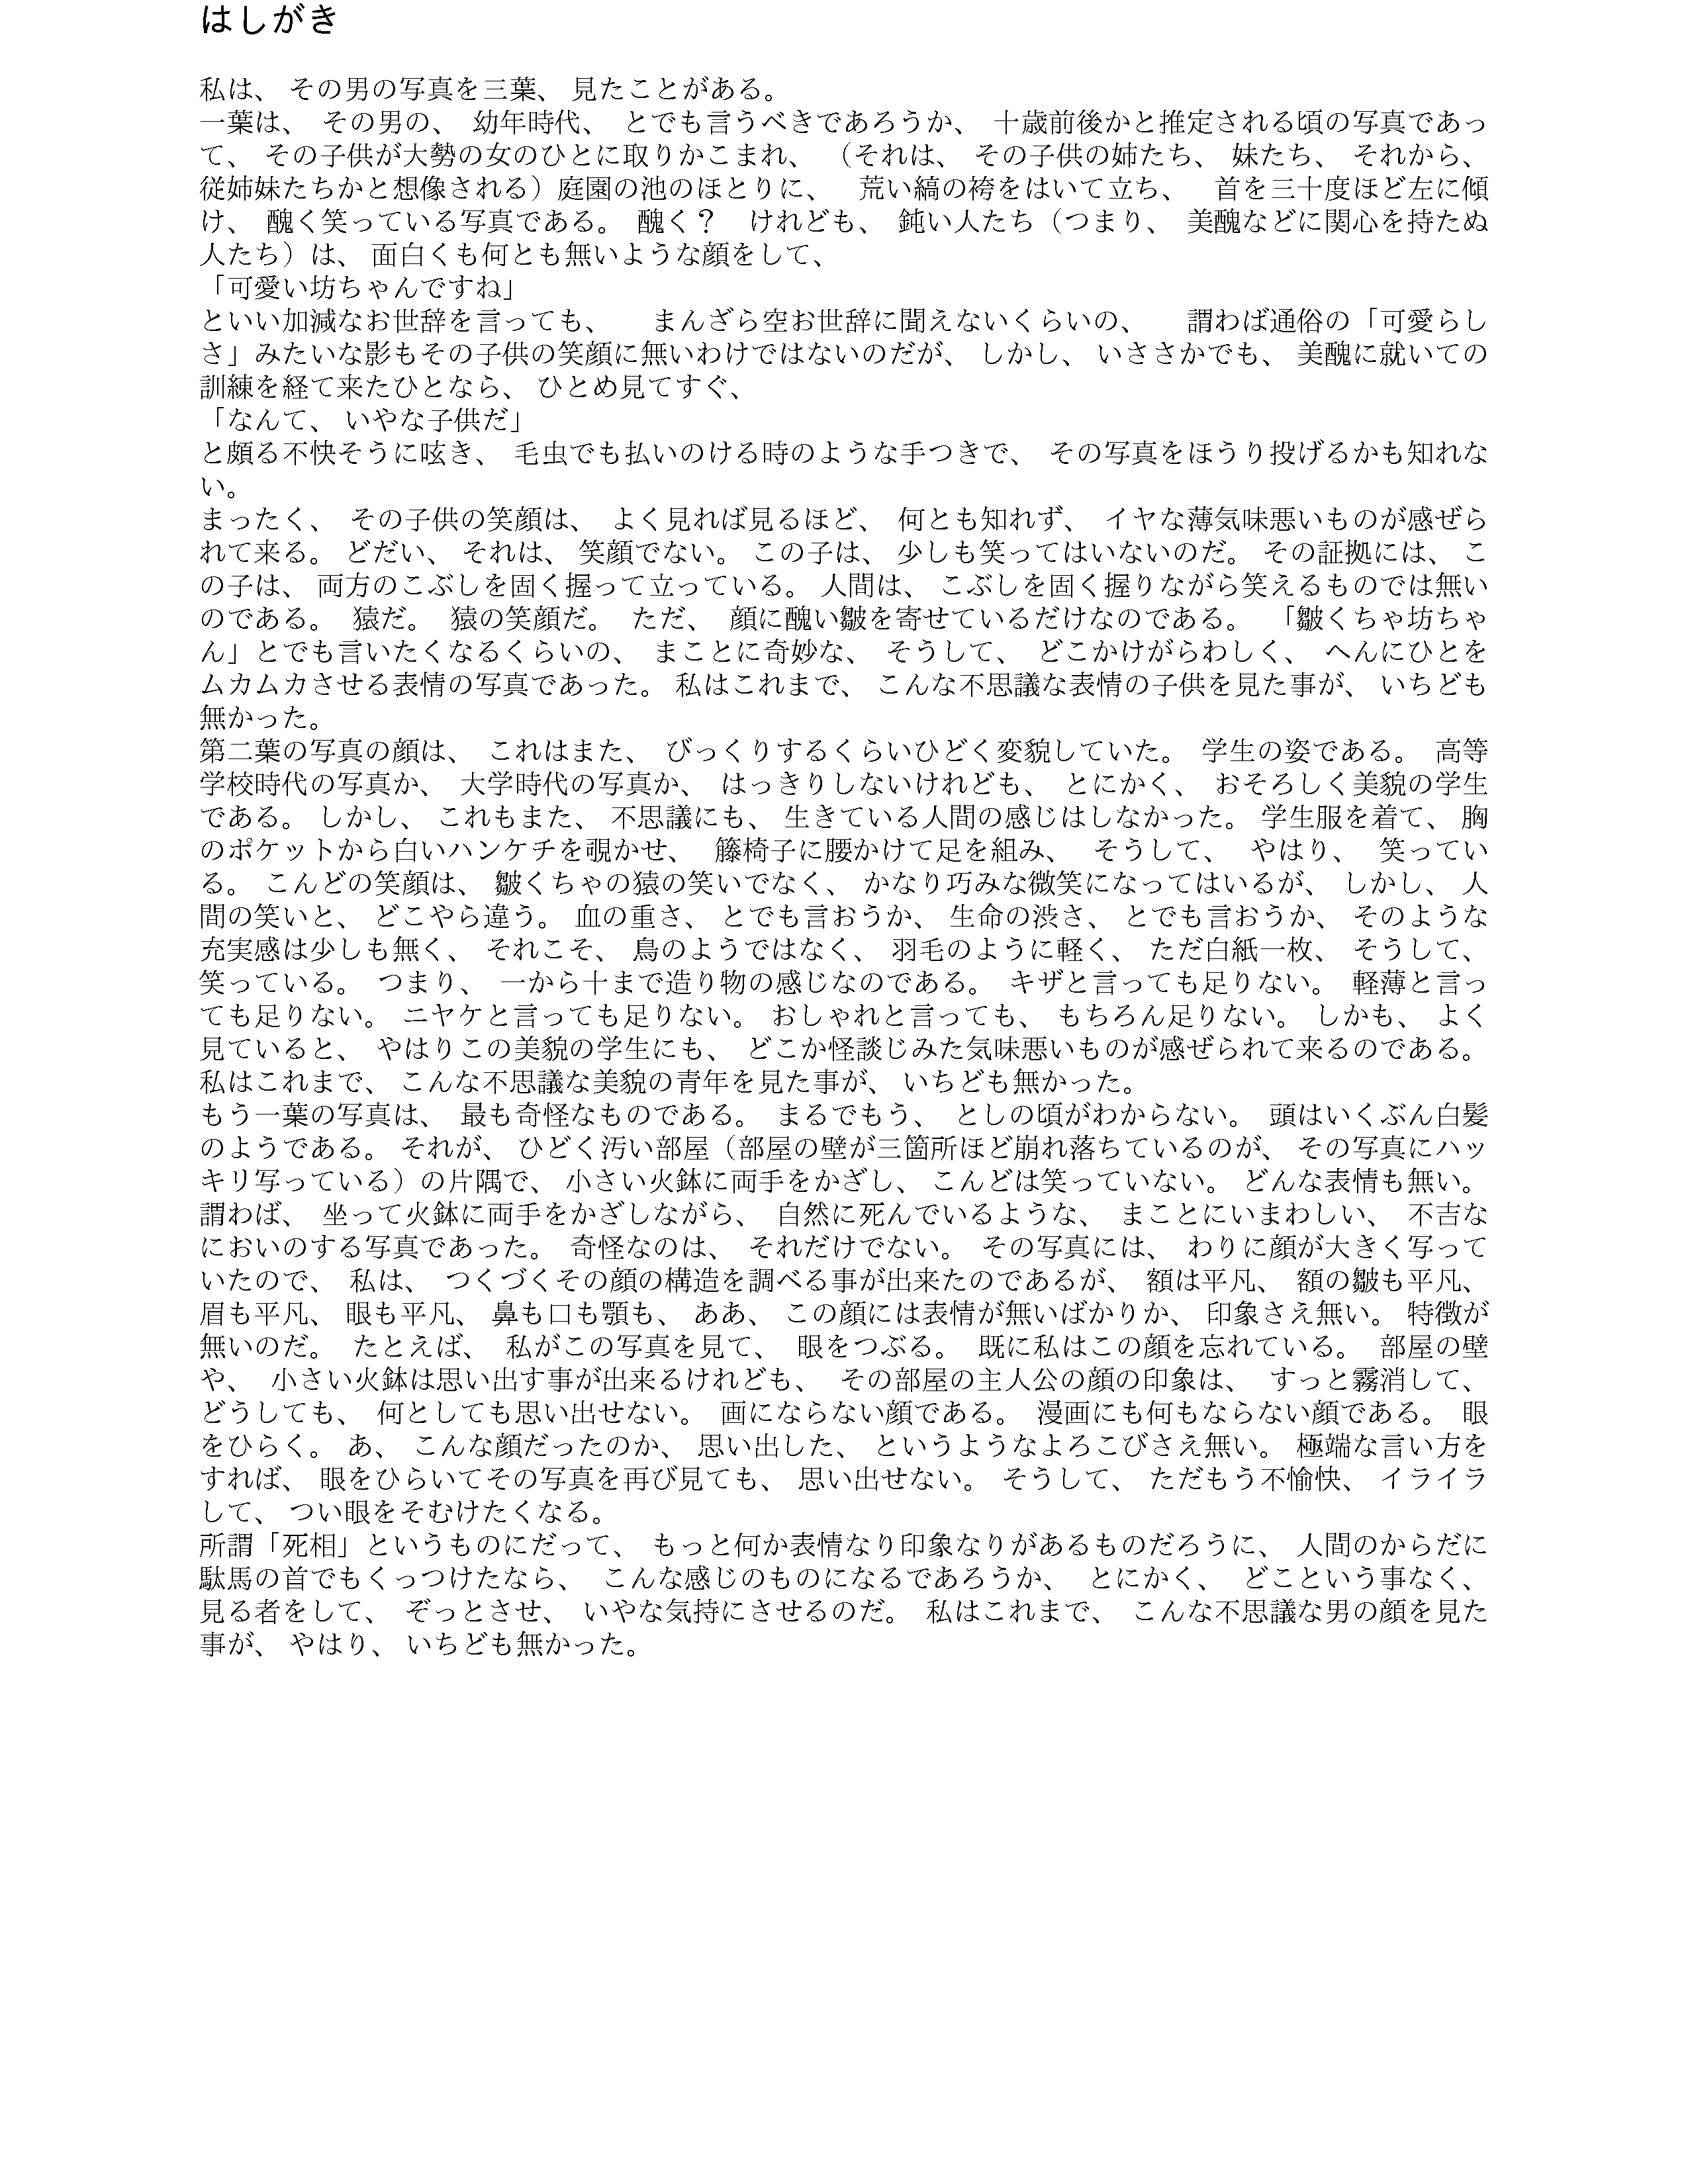 はしがき
私は、その男の写真を三葉、見たことがある。
一葉は、その男の、幼年時代、とでも言うべきであろうか、十歳前後かと推定される頃の写真であっ
て、その子供が大勢の女のひとに取りかこまれ、（それは、その子供の姉たち、妹たち、それから、
従姉妹たちかと想像される）庭園の池のほとりに、荒い縞の袴をはいて立ち、首を三十度ほど左に傾
け、醜く笑っている写真である。醜く？　けれども、鈍い人たち（つまり、美醜などに関心を持たぬ
人たち）は、面白くも何とも無いような顔をして、
「可愛い坊ちゃんですね」
といい加減なお世辞を言っても、まんざら空お世辞に聞えないくらいの、謂わば通俗の「可愛らし
さ」みたいな影もその子供の笑顔に無いわけではないのだが、しかし、いささかでも、美醜に就いての
訓練を経て来たひとなら、ひとめ見てすぐ、
「なんて、いやな子供だ」
と頗る不快そうに呟き、毛虫でも払いのける時のような手つきで、その写真をほうり投げるかも知れな
い。
まったく、その子供の笑顔は、よく見れば見るほど、何とも知れず、イヤな薄気味悪いものが感ぜら
れて来る。どだい、それは、笑顔でない。この子は、少しも笑ってはいないのだ。その証拠には、こ
の子は、両方のこぶしを固く握って立っている。人間は、こぶしを固く握りながら笑えるものでは無い
のである。猿だ。猿の笑顔だ。ただ、顔に醜い皺を寄せているだけなのである。「皺くちゃ坊ちゃ
ん」とでも言いたくなるくらいの、まことに奇妙な、そうして、どこかけがらわしく、へんにひとを
ムカムカさせる表情の写真であった。私はこれまで、こんな不思議な表情の子供を見た事が、いちども
無かった。
第二葉の写真の顔は、これはまた、びっくりするくらいひどく変貌していた。学生の姿である。高等
学校時代の写真か、大学時代の写真か、はっきりしないけれども、とにかく、おそろしく美貌の学生
である。しかし、これもまた、不思議にも、生きている人間の感じはしなかった。学生服を着て、胸
のポケットから白いハンケチを覗かせ、籐椅子に腰かけて足を組み、そうして、やはり、笑ってい
る。こんどの笑顔は、皺くちゃの猿の笑いでなく、かなり巧みな微笑になってはいるが、しかし、人
間の笑いと、どこやら違う。血の重さ、とでも言おうか、生命の渋さ、とでも言おうか、そのような
充実感は少しも無く、それこそ、鳥のようではなく、羽毛のように軽く、ただ白紙一枚、そうして、
笑っている。つまり、一から十まで造り物の感じなのである。キザと言っても足りない。軽薄と言っ
ても足りない。ニヤケと言っても足りない。おしゃれと言っても、もちろん足りない。しかも、よく
見ていると、やはりこの美貌の学生にも、どこか怪談じみた気味悪いものが感ぜられて来るのである。
私はこれまで、こんな不思議な美貌の青年を見た事が、いちども無かった。
もう一葉の写真は、最も奇怪なものである。まるでもう、としの頃がわからない。頭はいくぶん白髪
のようである。それが、ひどく汚い部屋（部屋の壁が三箇所ほど崩れ落ちているのが、その写真にハッ
キリ写っている）の片隅で、小さい火鉢に両手をかざし、こんどは笑っていない。どんな表情も無い。
謂わば、坐って火鉢に両手をかざしながら、自然に死んでいるような、まことにいまわしい、不吉な
においのする写真であった。奇怪なのは、それだけでない。その写真には、わりに顔が大きく写って
いたので、私は、つくづくその顔の構造を調べる事が出来たのであるが、額は平凡、額の皺も平凡、
眉も平凡、眼も平凡、鼻も口も顎も、ああ、この顔には表情が無いばかりか、印象さえ無い。特徴が
無いのだ。たとえば、私がこの写真を見て、眼をつぶる。既に私はこの顔を忘れている。部屋の壁
や、小さい火鉢は思い出す事が出来るけれども、その部屋の主人公の顔の印象は、すっと霧消して、
どうしても、何としても思い出せない。画にならない顔である。漫画にも何もならない顔である。眼
をひらく。あ、こんな顔だったのか、思い出した、というようなよろこびさえ無い。極端な言い方を
すれば、眼をひらいてその写真を再び見ても、思い出せない。そうして、ただもう不愉快、イライラ
して、つい眼をそむけたくなる。
所謂「死相」というものにだって、もっと何か表情なり印象なりがあるものだろうに、人間のからだに
駄馬の首でもくっつけたなら、こんな感じのものになるであろうか、とにかく、どこという事なく、
見る者をして、ぞっとさせ、いやな気持にさせるのだ。私はこれまで、こんな不思議な男の顔を見た
事が、やはり、いちども無かった。